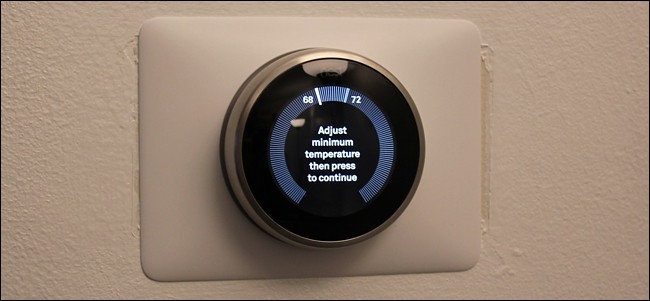 68 72
Adjust
minimum
temperature
then press
to continue